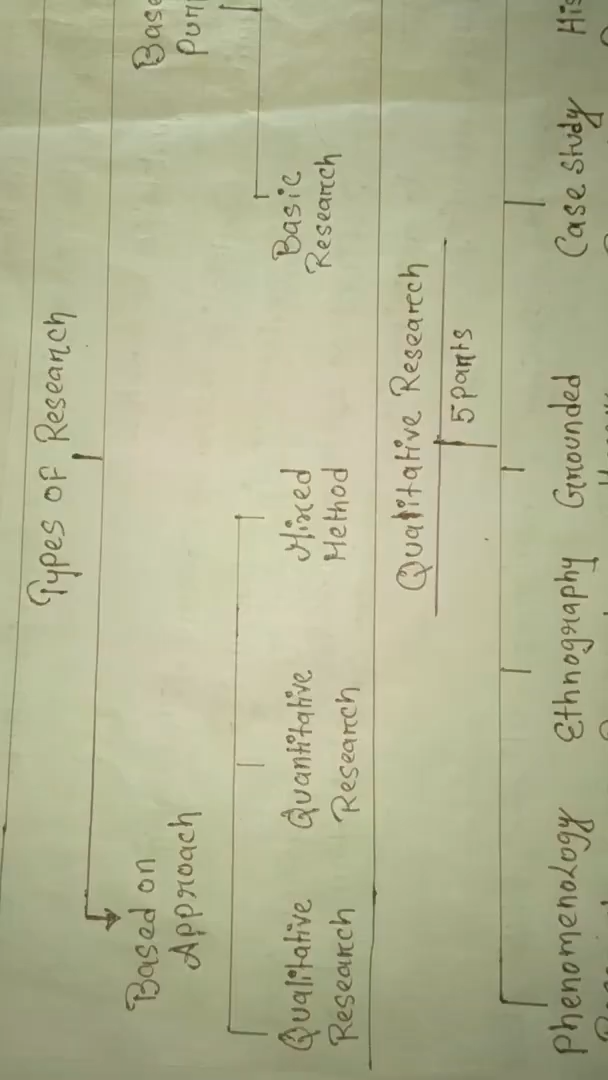 Types of Research
Based on
Approach
Qualitative
Research
Quantitative
Research
Mixed
Method
Basic
Research
Qualitative Research
5 parts
Phenomenology
Ethnography
Grounded
Case study